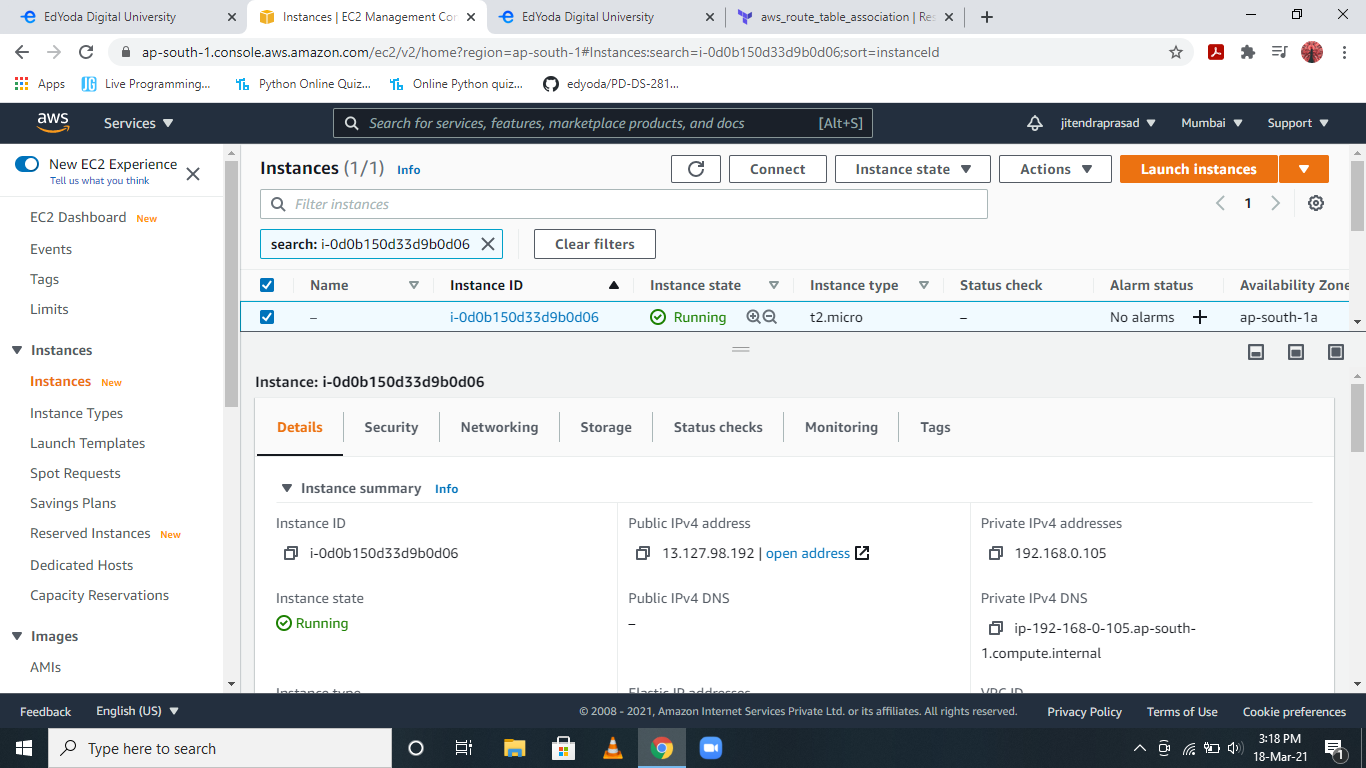 EdYoda Digital University
Instances | EC2 Management Con
EdYoda Digital University
aws_route_table_association | Res
ap-south-1.console.aws.amazon.com/ec2/v2/home?region=ap-south-1#Instances:search=i-0d0b150d33d9b0d06;sort=instanceId
Apps
Live Programming...
Python Online Quiz...
Online Python quiz...
edyoda/PD-DS-281...
aws
Services
Search for services, features, marketplace products, and docs
[Alt+S]
jitendraprasad
Mumbai
Support
New EC2 Experience
Tell us what you think
EC2 Dashboard New
Events
Tags
Limits
Instances
Instances New
Instance Types
Launch Templates
Spot Requests
Savings Plans
Reserved Instances New
Dedicated Hosts
Capacity Reservations
Images
AMIs
Instances (1/1) Info
Connect
Instance state
Actions
Launch instances
Filter instances
1
search: i-0d0b150d33d9b0d06
Clear filters
Name
Instance ID
Instance state
Instance type
Status check
Alarm status
Availability Zone
–
i-0d0b150d33d9b0d06
Running
t2.micro
–
No alarms
ap-south-1a
Instance: i-0d0b150d33d9b0d06
Details
Security
Networking
Storage
Status checks
Monitoring
Tags
Instance summary Info
Instance ID
i-0d0b150d33d9b0d06
Public IPv4 address
13.127.98.192 | open address
Private IPv4 addresses
192.168.0.105
Instance state
Running
Public IPv4 DNS
–
Private IPv4 DNS
ip-192-168-0-105.ap-south-
1.compute.internal
Instance type
Elastic IP addresses
VPC ID
Feedback
English (US)
© 2008 - 2021, Amazon Internet Services Private Ltd. or its affiliates. All rights reserved.
Privacy Policy
Terms of Use
Cookie preferences
Type here to search
3:18 PM
18-Mar-21
1